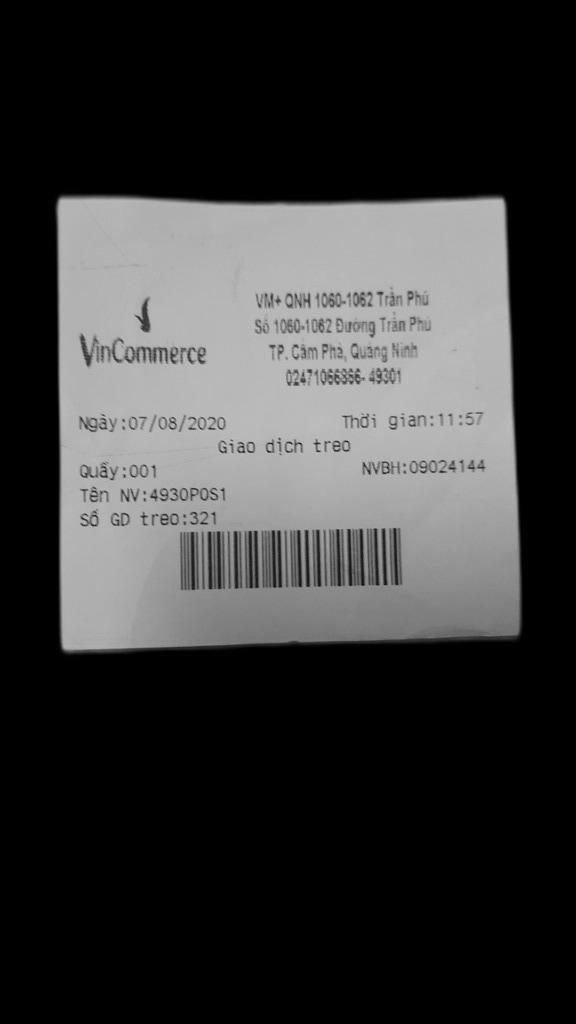 VinCommerce
VM+ QNH 1060-1062 Trần Phú
Số 1060-1062 Đường Trần Phú
TP. Cẩm Phả, Quảng Ninh
02471066866- 49301
Ngày:07/08/2020 Thời gian:11:57
Giao dịch treo
Quầy:001 NVBH:09024144
Tên NV:4930POS1
Số GD treo:321